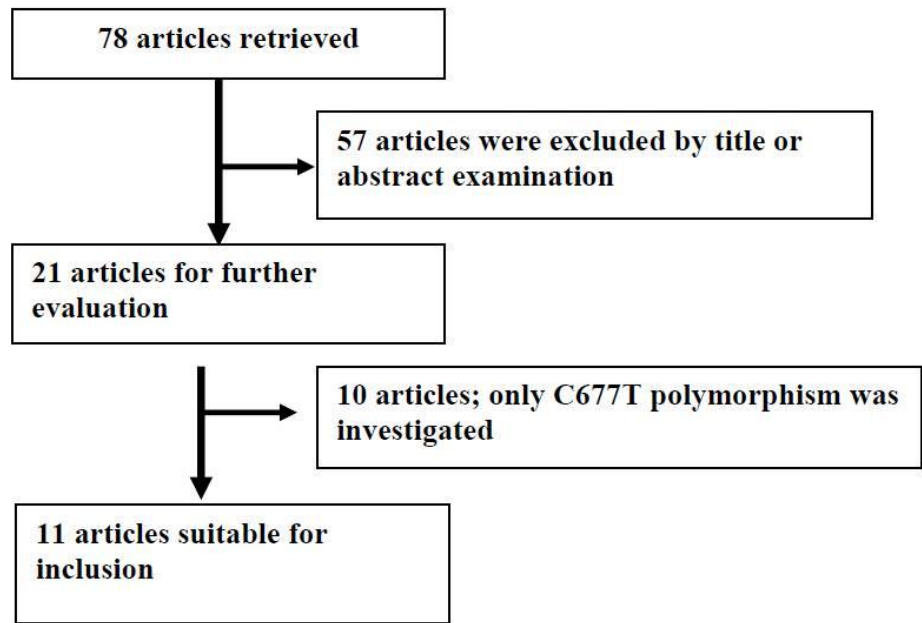 78 articles retrieved
57 articles were excluded by title or
abstract examination
21 articles for further
evaluation
10 articles; only C677T polymorphism was
investigated
11 articles suitable for
inclusion